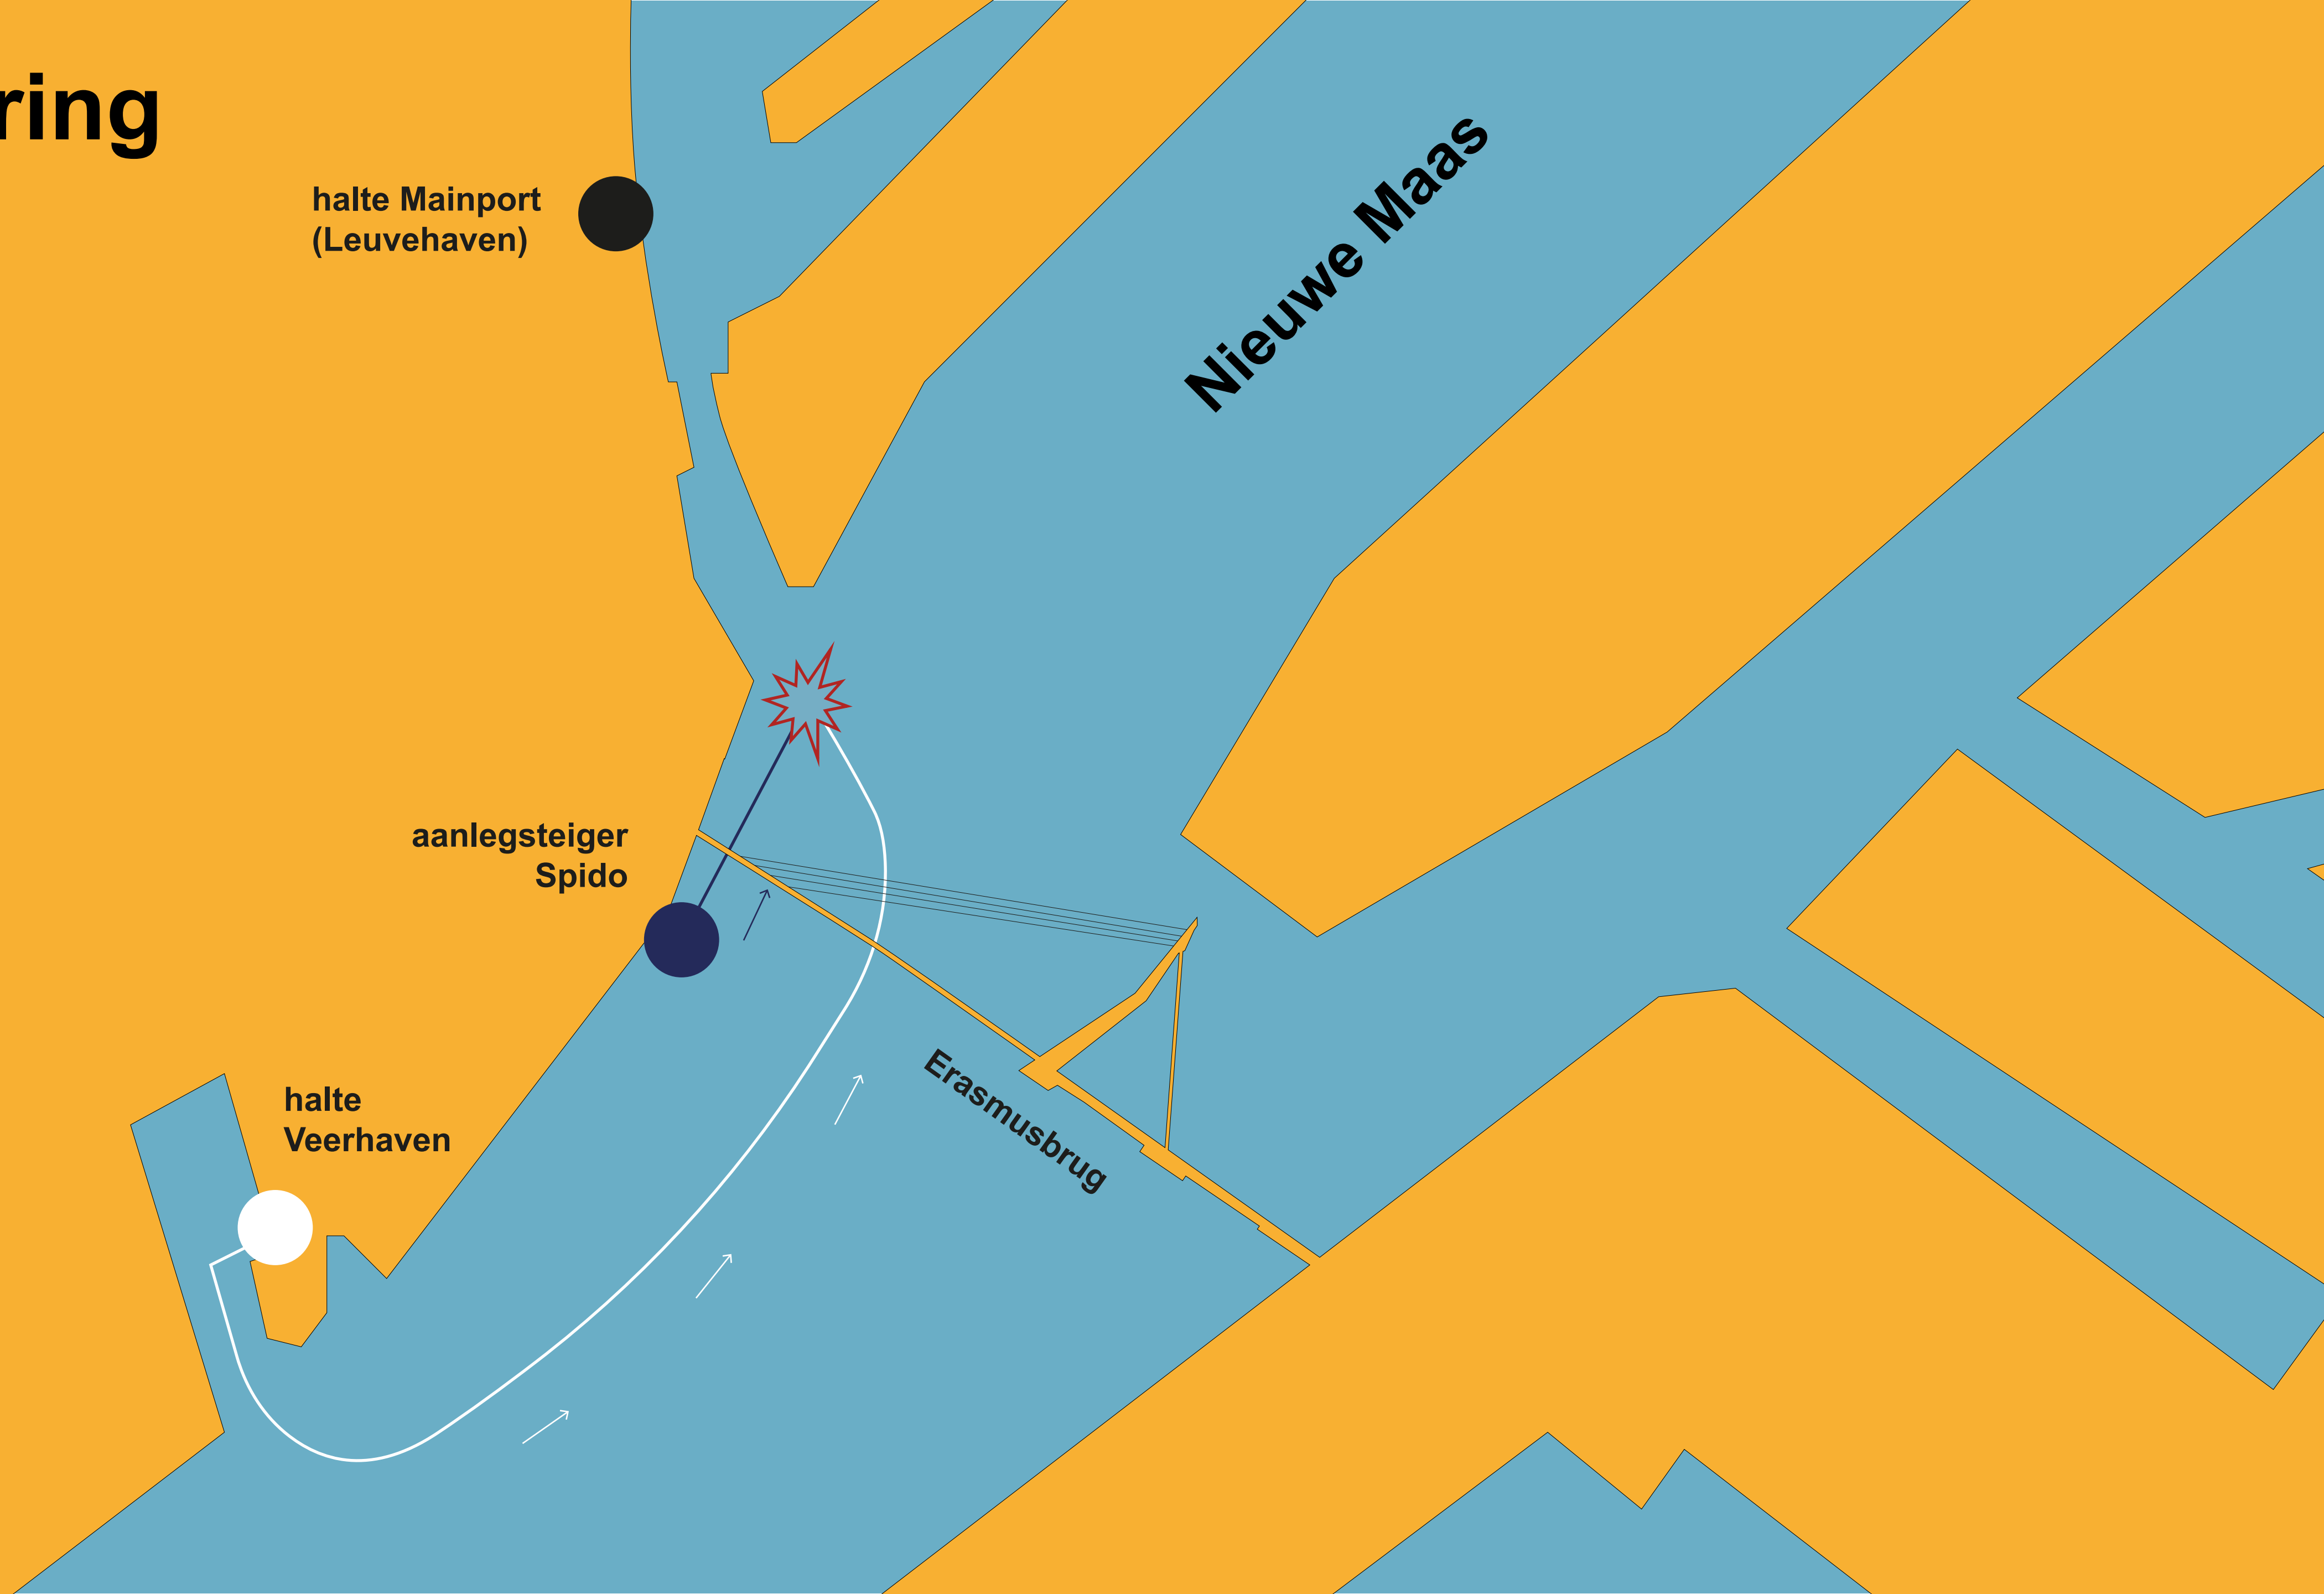 ring
halte Mainport
(Leuvehaven)
Nieuwe Maas
aanlegsteiger
Spido
halte
Veerhaven
Erasmusbrug